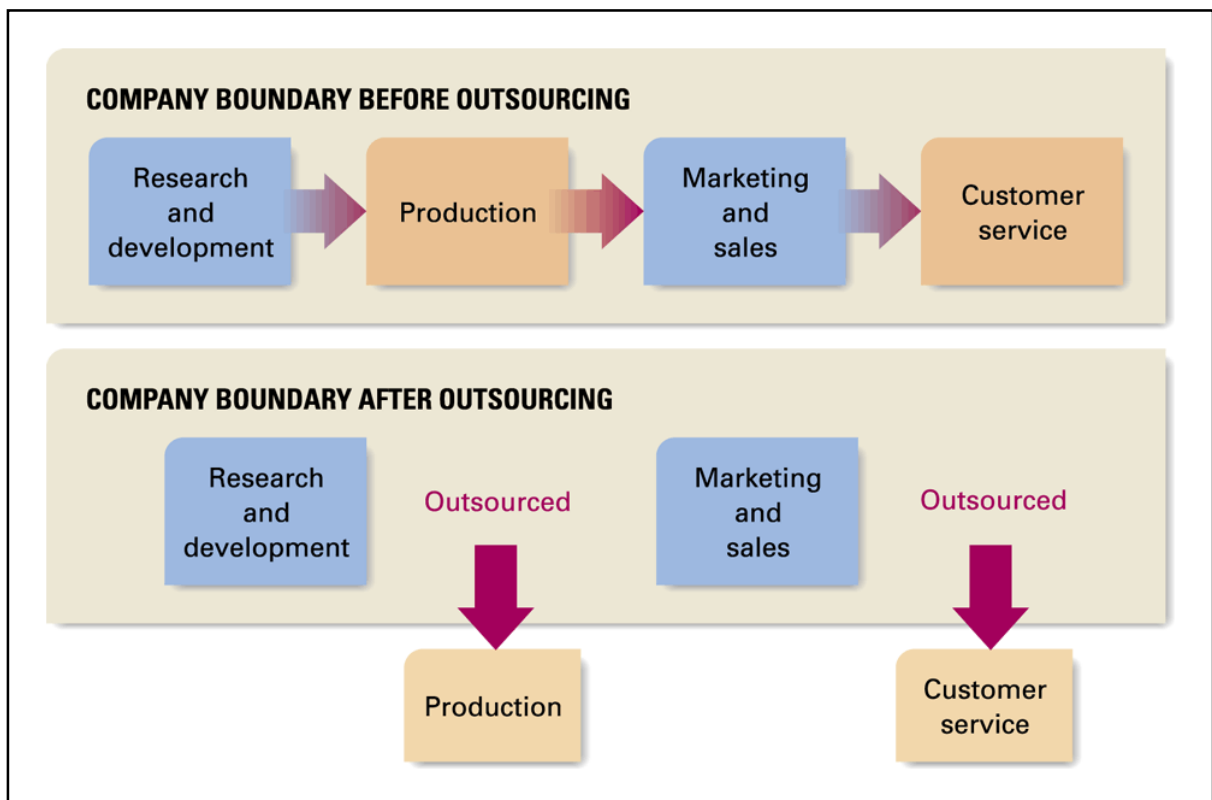 COMPANY BOUNDARY BEFORE OUTSOURCING
Research
and
development
Production
Marketing
and
sales
Customer
service
COMPANY BOUNDARY AFTER OUTSOURCING
Research
and
development
Outsourced
Marketing
and
sales
Outsourced
Production
Customer
service